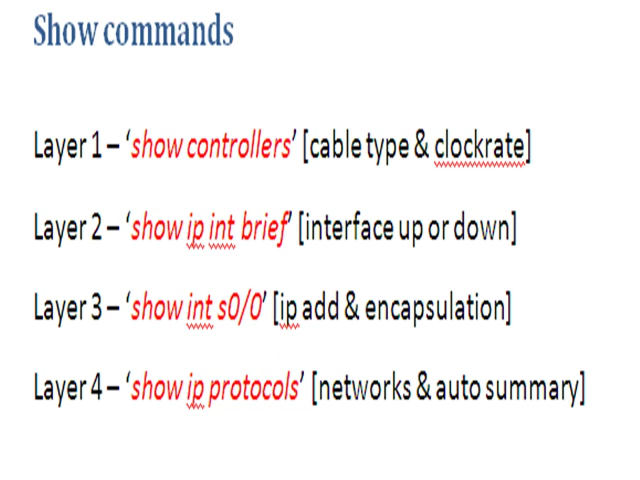 Show commands
Layer 1 – ‘show controllers’ [cable type & clockrate]
Layer 2 – ‘show ip int brief’ [interface up or down]
Layer 3 – ‘show int s0/0’ [ip add & encapsulation]
Layer 4 – ‘show ip protocols’ [networks & auto summary]